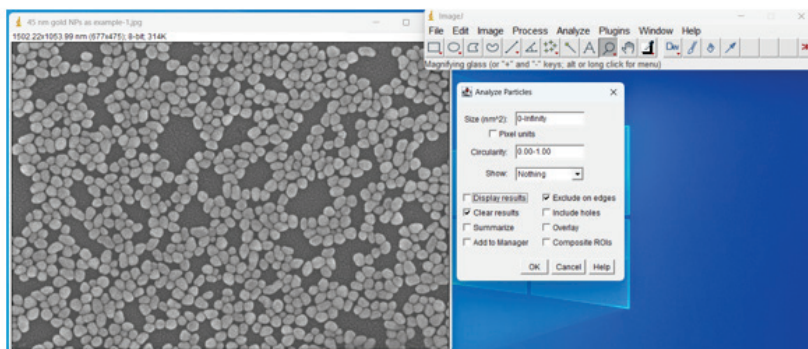 45 nm gold NPs as example-1.jpg
1502.22x1053.99 nm (677x475); 8-bit; 314K
ImageJ
File Edit Image Process Analyze Plugins Window Help
A Dev
Magnifying glass (or "+" and "-" keys; alt or long click for menu)
Analyze Particles
Size (nm^2): 0-Infinity
Pixel units
Circularity: 0.00-1.00
Show: Nothing
Display results Exclude on edges
Clear results Include holes
Summarize Overlay
Add to Manager Composite ROIs
OK Cancel Help